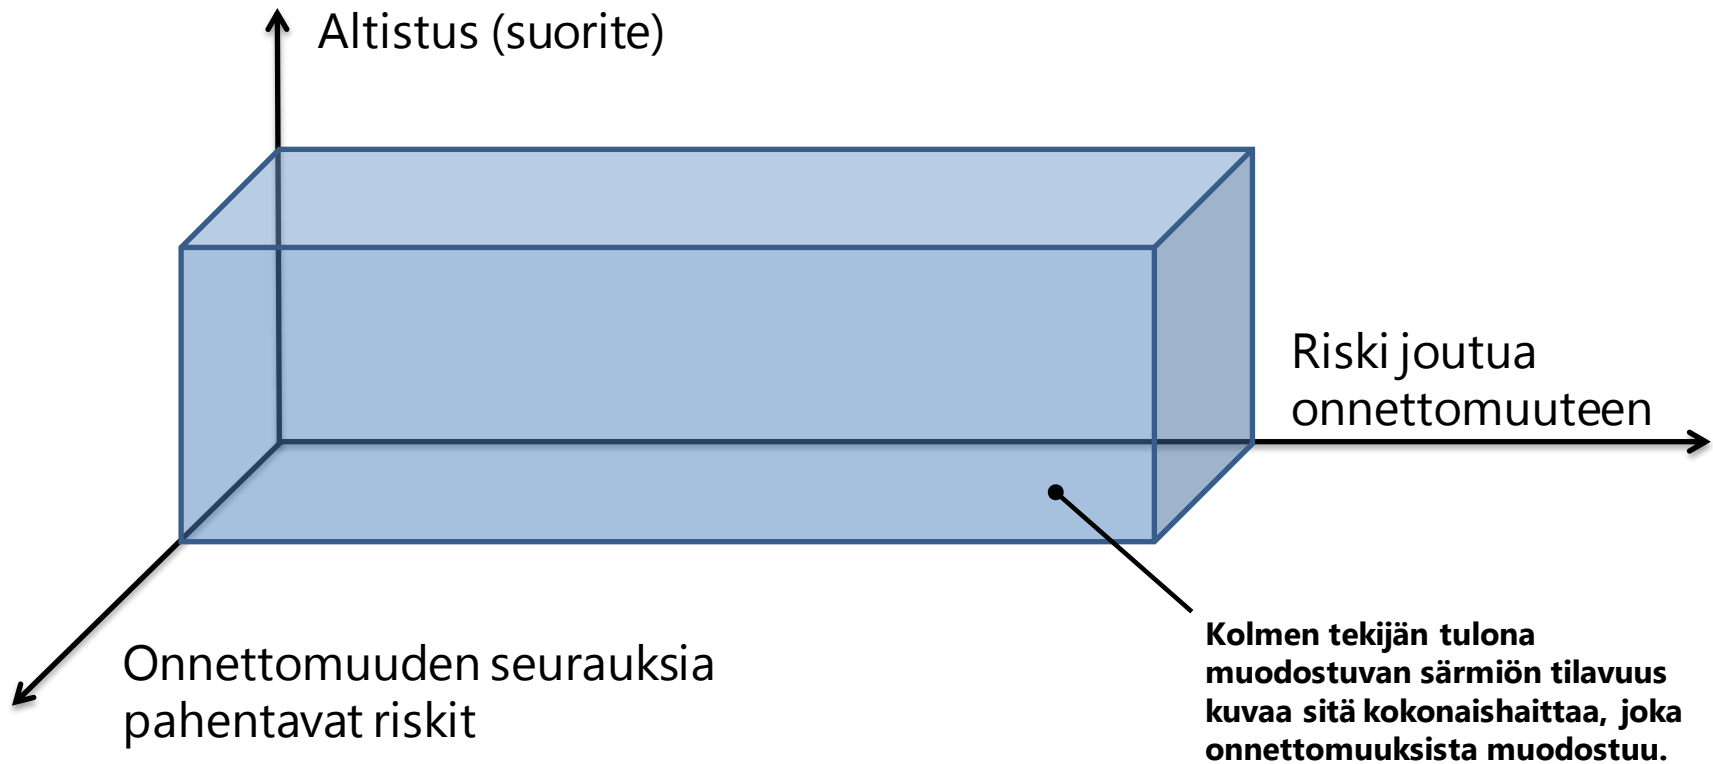 Altistus (suorite)
Riski joutua
onnettomuuteen
Onnettomuuden seurauksia
pahentavat riskit
Kolmen tekijän tulona
muodostuvan särmiön tilavuus
kuvaa sitä kokonaishaittaa, joka
onnettomuuksista muodostuu.